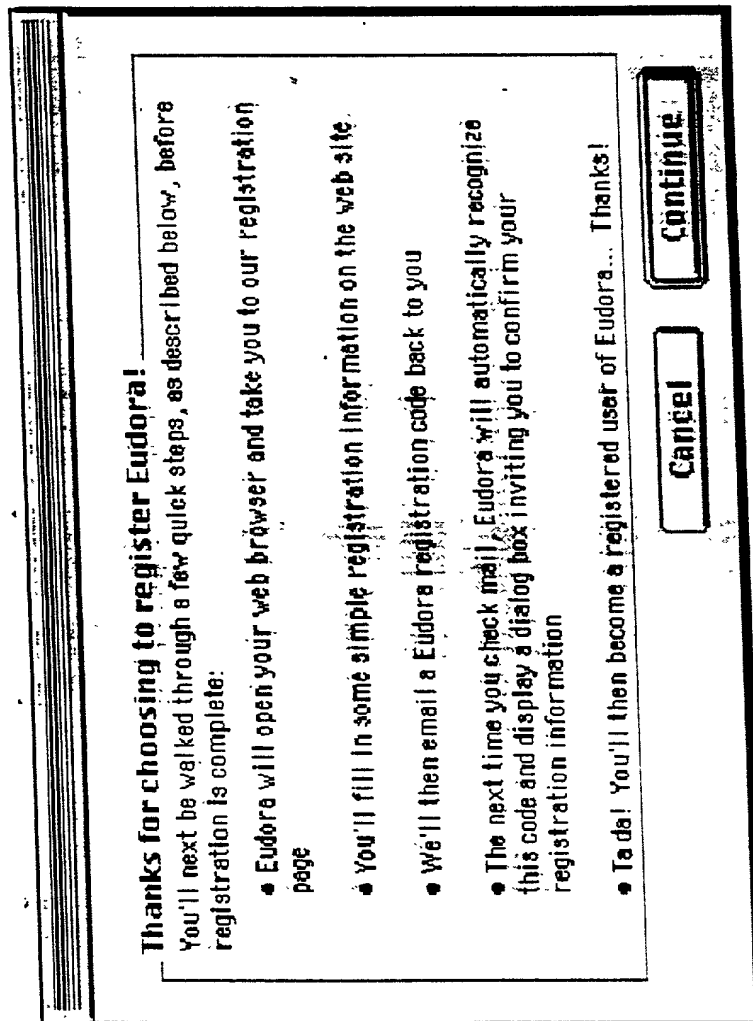 Thanks for choosing to register Eudora!
You'll next be walked through a few quick steps, as described below, before
registration is complete:
● Eudora will open your web browser and take you to our registration
page
● You'll fill in some simple registration information on the web site
● We'll then email a Eudora registration code back to you
● The next time you check mail, Eudora will automatically recognize
this code and display a dialog box inviting you to confirm your
registration information
● Ta da! You'll then become a registered user of Eudora... Thanks!
Cancel
Continue